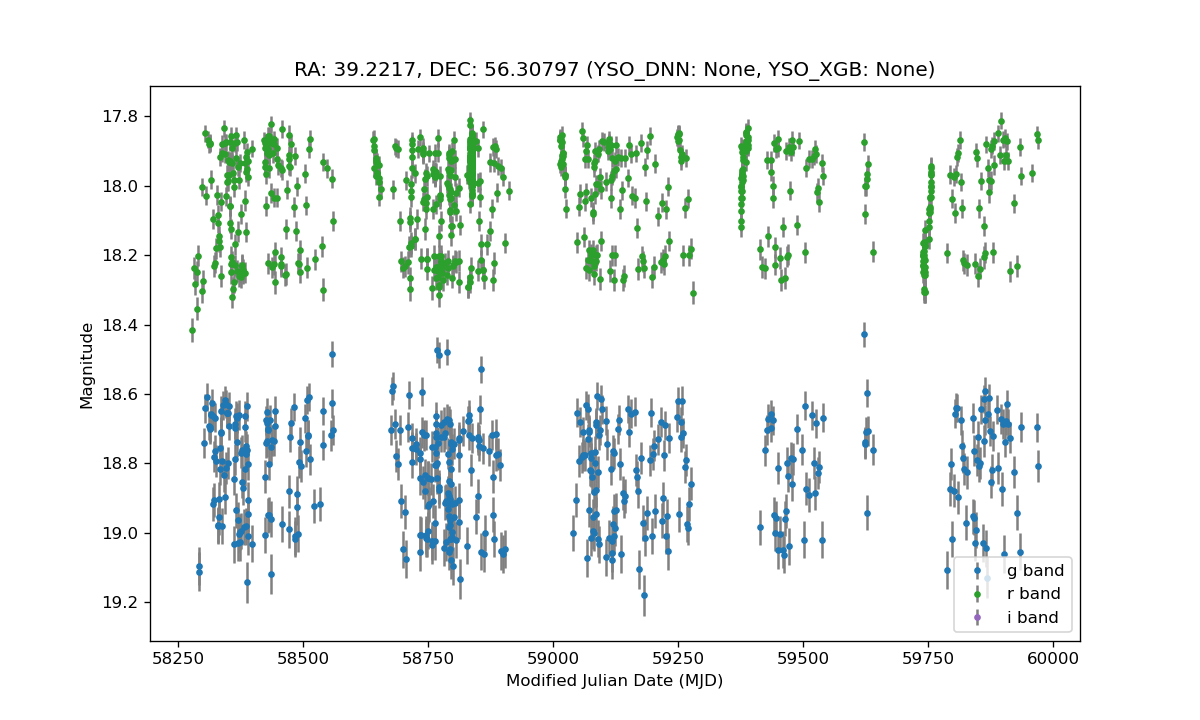 RA: 39.2217, DEC: 56.30797 (YSO_DNN: None, YSO_XGB: None)
17.8
18.0
18.2
18.4
18.6
18.8
19.0
19.2
Magnitude
58250 58500 58750 59000 59250 59500 59750 60000
Modified Julian Date (MJD)
g band
r band
i band